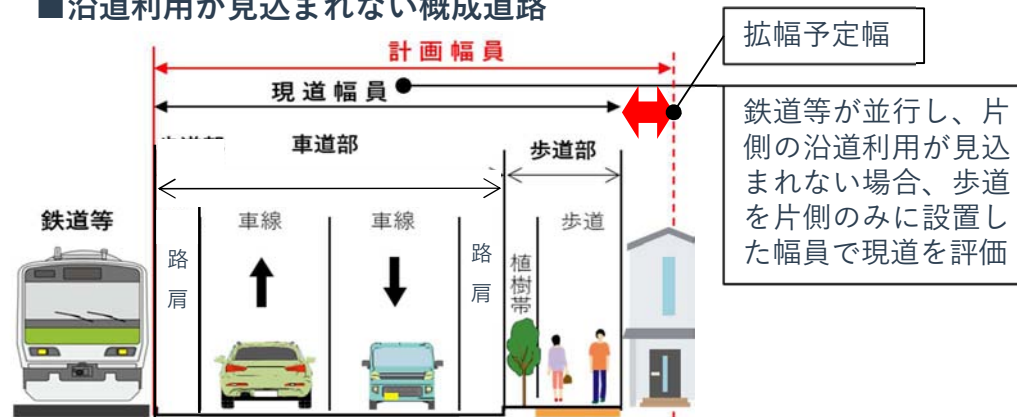 ■沿道利用が見込まれない概成道路
計画幅員
拡幅予定幅
現道幅員
鉄道等が並行し、片
側の沿道利用が見込
まれない場合、歩道
を片側のみに設置し
た幅員で現道を評価
車道部
歩道部
鉄道等
路肩
車線
車線
路肩
植樹帯
歩道